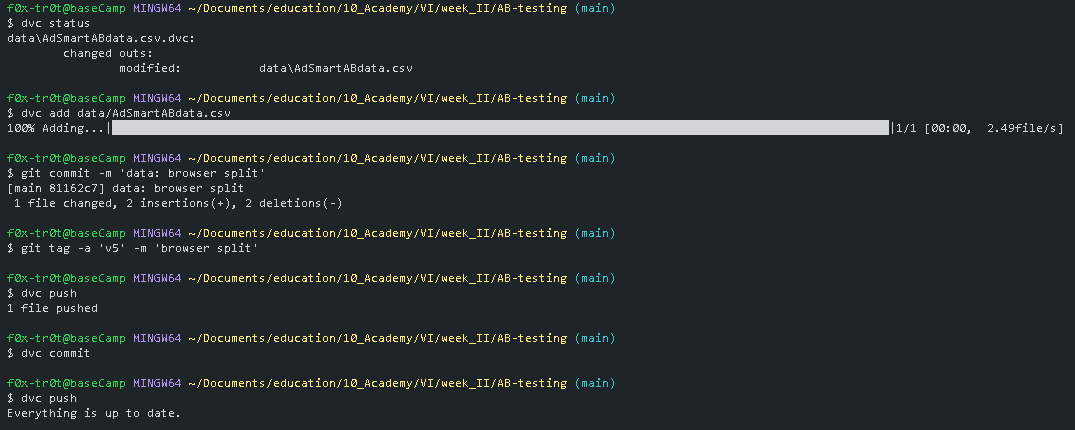 f0x-tr0t@baseCamp MINGW64 ~/Documents/education/10_Academy/VI/week_II/AB-testing (main)
$ dvc status
data\AdSmartABdata.csv.dvc:
        changed outs:
                modified:           data\AdSmartABdata.csv
f0x-tr0t@baseCamp MINGW64 ~/Documents/education/10_Academy/VI/week_II/AB-testing (main)
$ dvc add data/AdSmartABdata.csv
100% Adding...| |1/1 [00:00,  2.49file/s]
f0x-tr0t@baseCamp MINGW64 ~/Documents/education/10_Academy/VI/week_II/AB-testing (main)
$ git commit -m 'data: browser split'
[main 81162c7] data: browser split
 1 file changed, 2 insertions(+), 2 deletions(-)
f0x-tr0t@baseCamp MINGW64 ~/Documents/education/10_Academy/VI/week_II/AB-testing (main)
$ git tag -a 'v5' -m 'browser split'
f0x-tr0t@baseCamp MINGW64 ~/Documents/education/10_Academy/VI/week_II/AB-testing (main)
$ dvc push
1 file pushed
f0x-tr0t@baseCamp MINGW64 ~/Documents/education/10_Academy/VI/week_II/AB-testing (main)
$ dvc commit
f0x-tr0t@baseCamp MINGW64 ~/Documents/education/10_Academy/VI/week_II/AB-testing (main)
$ dvc push
Everything is up to date.